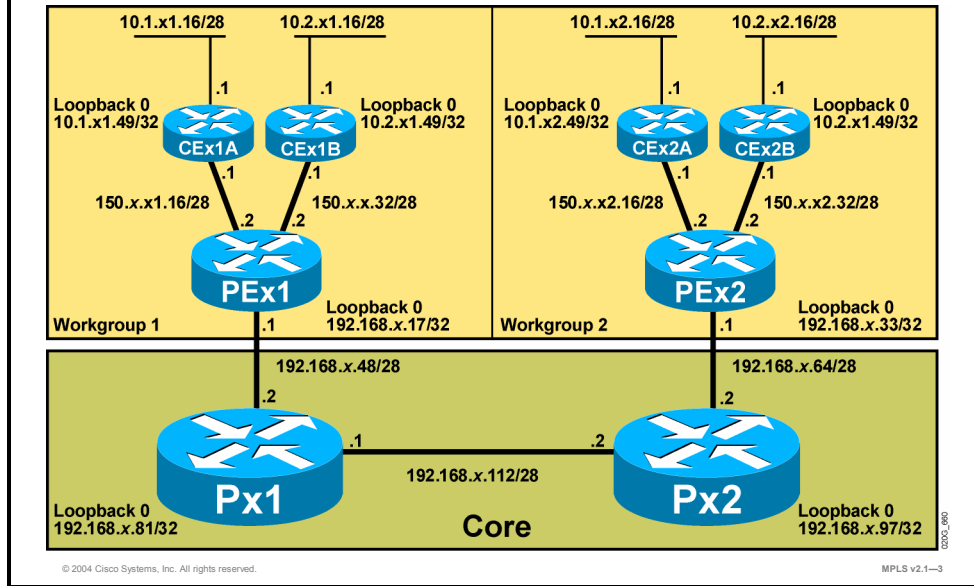 10.1.x1.16/28
10.2.x1.16/28
10.1.x2.16/28
10.2.x2.16/28
.1
.1
.1
.1
Loopback 0
10.1.x1.49/32
Loopback 0
10.2.x1.49/32
Loopback 0
10.1.x2.49/32
Loopback 0
10.2.x1.49/32
CEx1A
CEx1B
CEx2A
CEx2B
.1
.1
.1
.1
150.x.x1.16/28
150.x.x.32/28
150.x.x2.16/28
150.x.x2.32/28
.2
.2
.2
.2
PEx1
PEx2
Loopback 0
192.168.x.17/32
Loopback 0
192.168.x.33/32
Workgroup 1
.1
Workgroup 2
.1
192.168.x.48/28
192.168.x.64/28
.2
.2
.1
.2
192.168.x.112/28
Px1
Px2
Loopback 0
192.168.x.81/32
Core
Loopback 0
192.168.x.97/32
020G_660
© 2004 Cisco Systems, Inc. All rights reserved.
MPLS v2.1—3